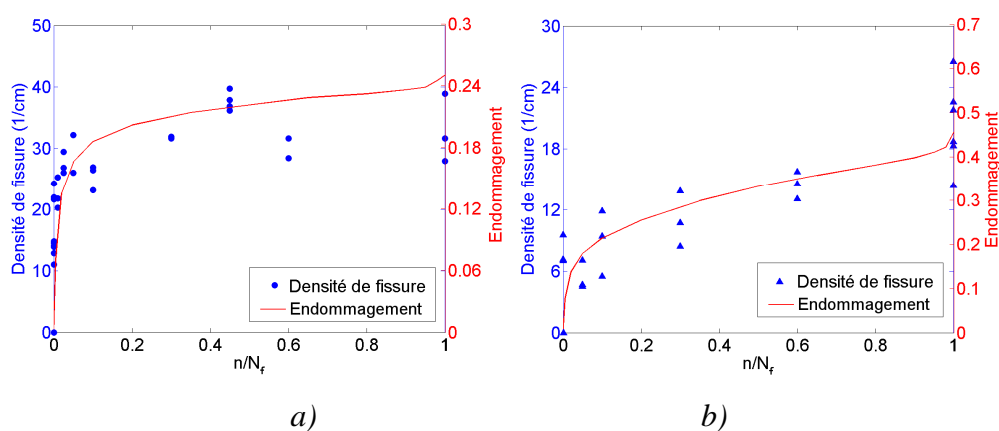 50
40
30
20
10
0
Densité de fissure (1/cm)
0.3
0.24
0.18
0.12
0.06
0
Endommagement
Densité de fissure
Endommagement
0 0.2 0.4 0.6 0.8 1
n/Nf
a)
30
24
18
12
6
0
Densité de fissure (1/cm)
0.7
0.6
0.5
0.4
0.3
0.2
0.1
0
Endommagement
Densité de fissure
Endommagement
0 0.2 0.4 0.6 0.8 1
n/Nf
b)